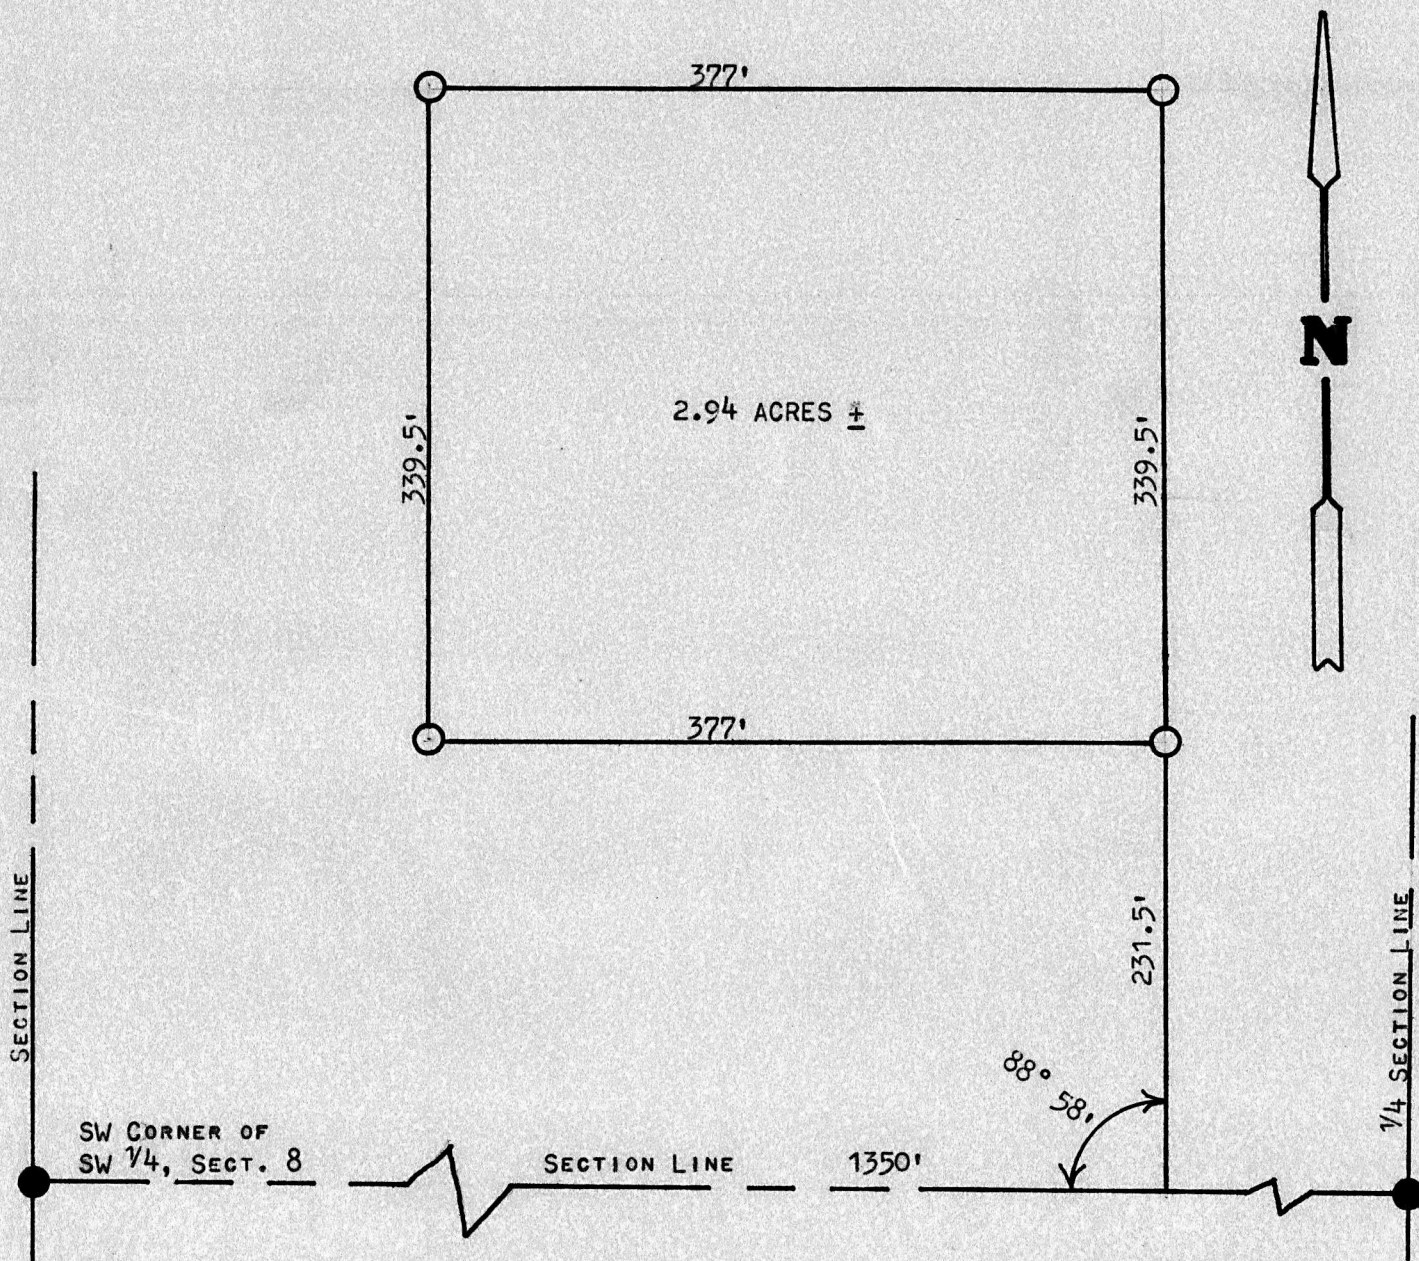 377'
N
2.94 ACRES ±
339.5'
339.5'
377'
231.5'
SECTION LINE
1/4 SECTION LINE
88° 58'
SW CORNER OF
SW 1/4, SECT. 8
SECTION LINE
1350'